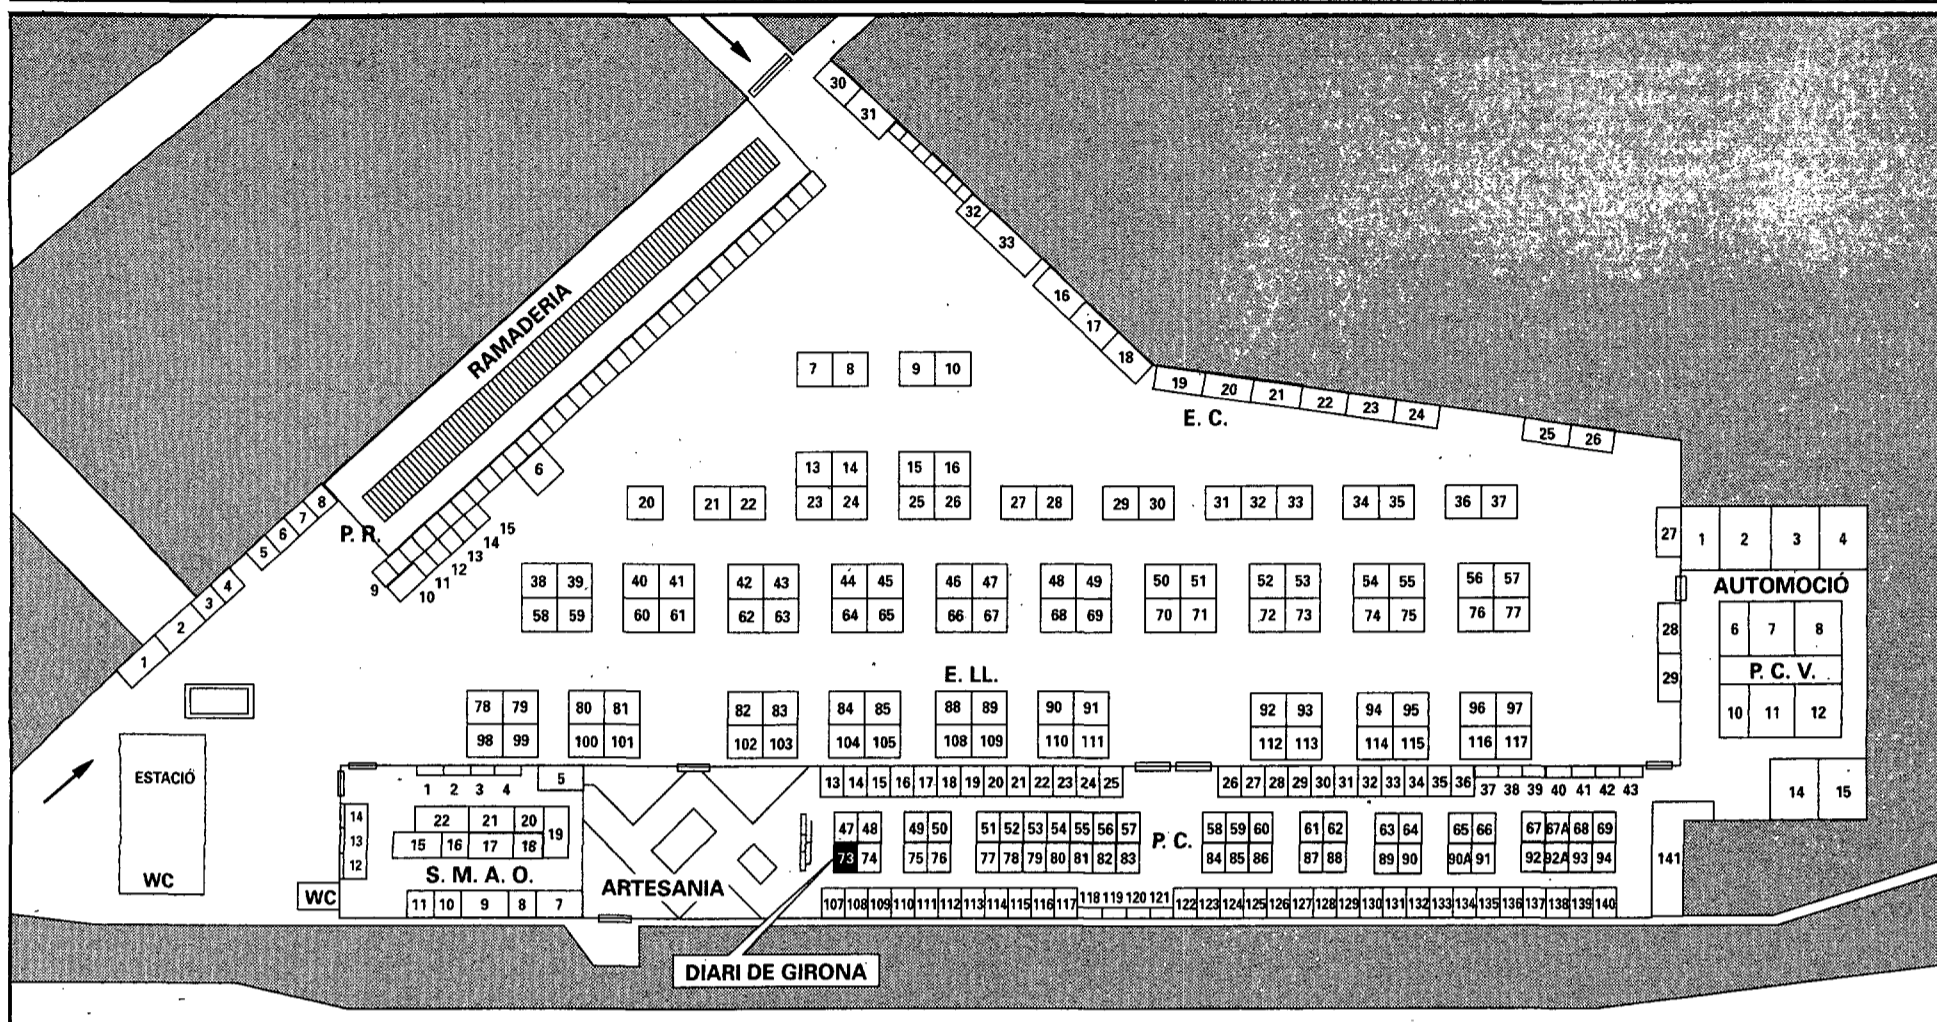 30
31
32
33
RAMADERIA
16
17
18
7 8 9 10
19 20 21 22 23 24
E. C.
25 26
6
13 14 15 16
20 21 22 23 24 25 26 27 28 29 30 31 32 33 34 35 36 37
8
7
6
5
P. R.
15
14
13
12
11
10
9
27
1 2 3 4
AUTOMOCIÓ
4
3
2
1
38 39 40 41 42 43 44 45 46 47 48 49 50 51 52 53 54 55 56 57
58 59 60 61 62 63 64 65 66 67 68 69 70 71 72 73 74 75 76 77
28
29
6 7 8
P. C. V.
10 11 12
E. LL.
78 79 80 81 82 83 84 85 88 89 90 91 92 93 94 95 96 97
98 99 100 101 102 103 104 105 108 109 110 111 112 113 114 115 116 117
ESTACIÓ
WC
1 2 3 4
5
13 14 15 16 17 18 19 20 21 22 23 24 25
26 27 28 29 30 31 32 33 34 35 36 37 38 39 40 41 42 43
14 15
14
13
12
22 21 20 19
15 16 17 18
S. M. A. O.
WC
11 10 9 8 7
ARTESANIA
47 48 49 50 51 52 53 54 55 56 57
P. C.
58 59 60 61 62 63 64 65 66 67 67A 68 69
73 74 75 76 77 78 79 80 81 82 83
84 85 86 87 88 89 90 90A 91 92 92A 93 94
141
107 108 109 110 111 112 113 114 115 116 117 118 119 120 121 122 123 124 125 126 127 128 129 130 131 132 133 134 135 136 137 138 139 140
DIARI DE GIRONA